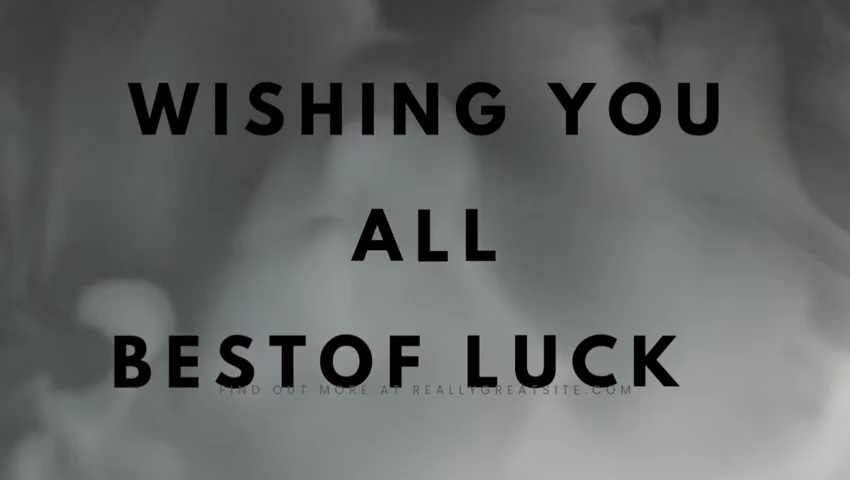 WISHING YOU
ALL
BESTOF LUCK
FIND OUT MORE AT REALLYGREATSITE.COM